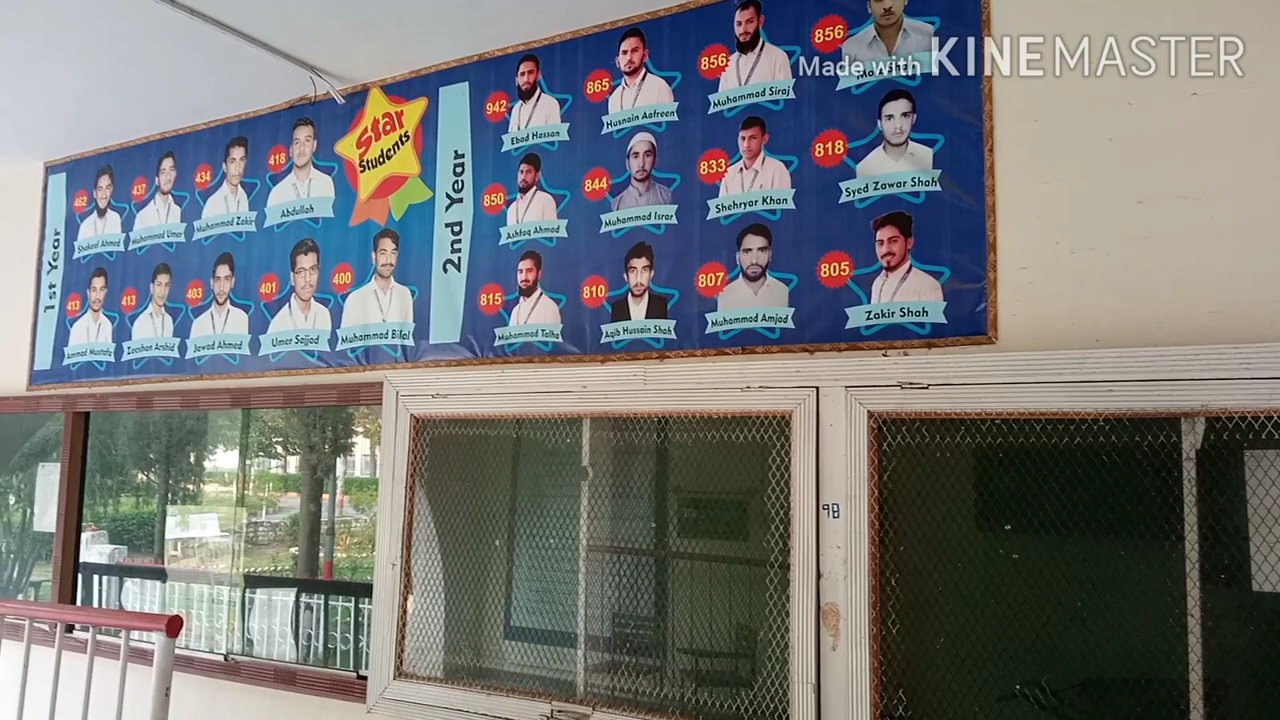 Made with KINEMASTER
Star
Students
1st Year
462
Shakeel Ahmed
437
Muhammad Umar
434
Muhammad Zakir
418
Abdullah
413
Ammad Mustafa
413
Zeeshan Arshid
403
Jawad Ahmed
401
Umer Sajjad
400
Muhammad Bilal
2nd Year
942
Ebad Hassan
865
Husnain Aafreen
856
Muhammad Siraj
856
850
Ashfaq Ahmad
844
Muhammad Israr
833
Shehryar Khan
818
Syed Zawar Shah
815
Muhammad Talha
810
Aqib Hussain Shah
807
Muhammad Amjad
805
Zakir Shah
98